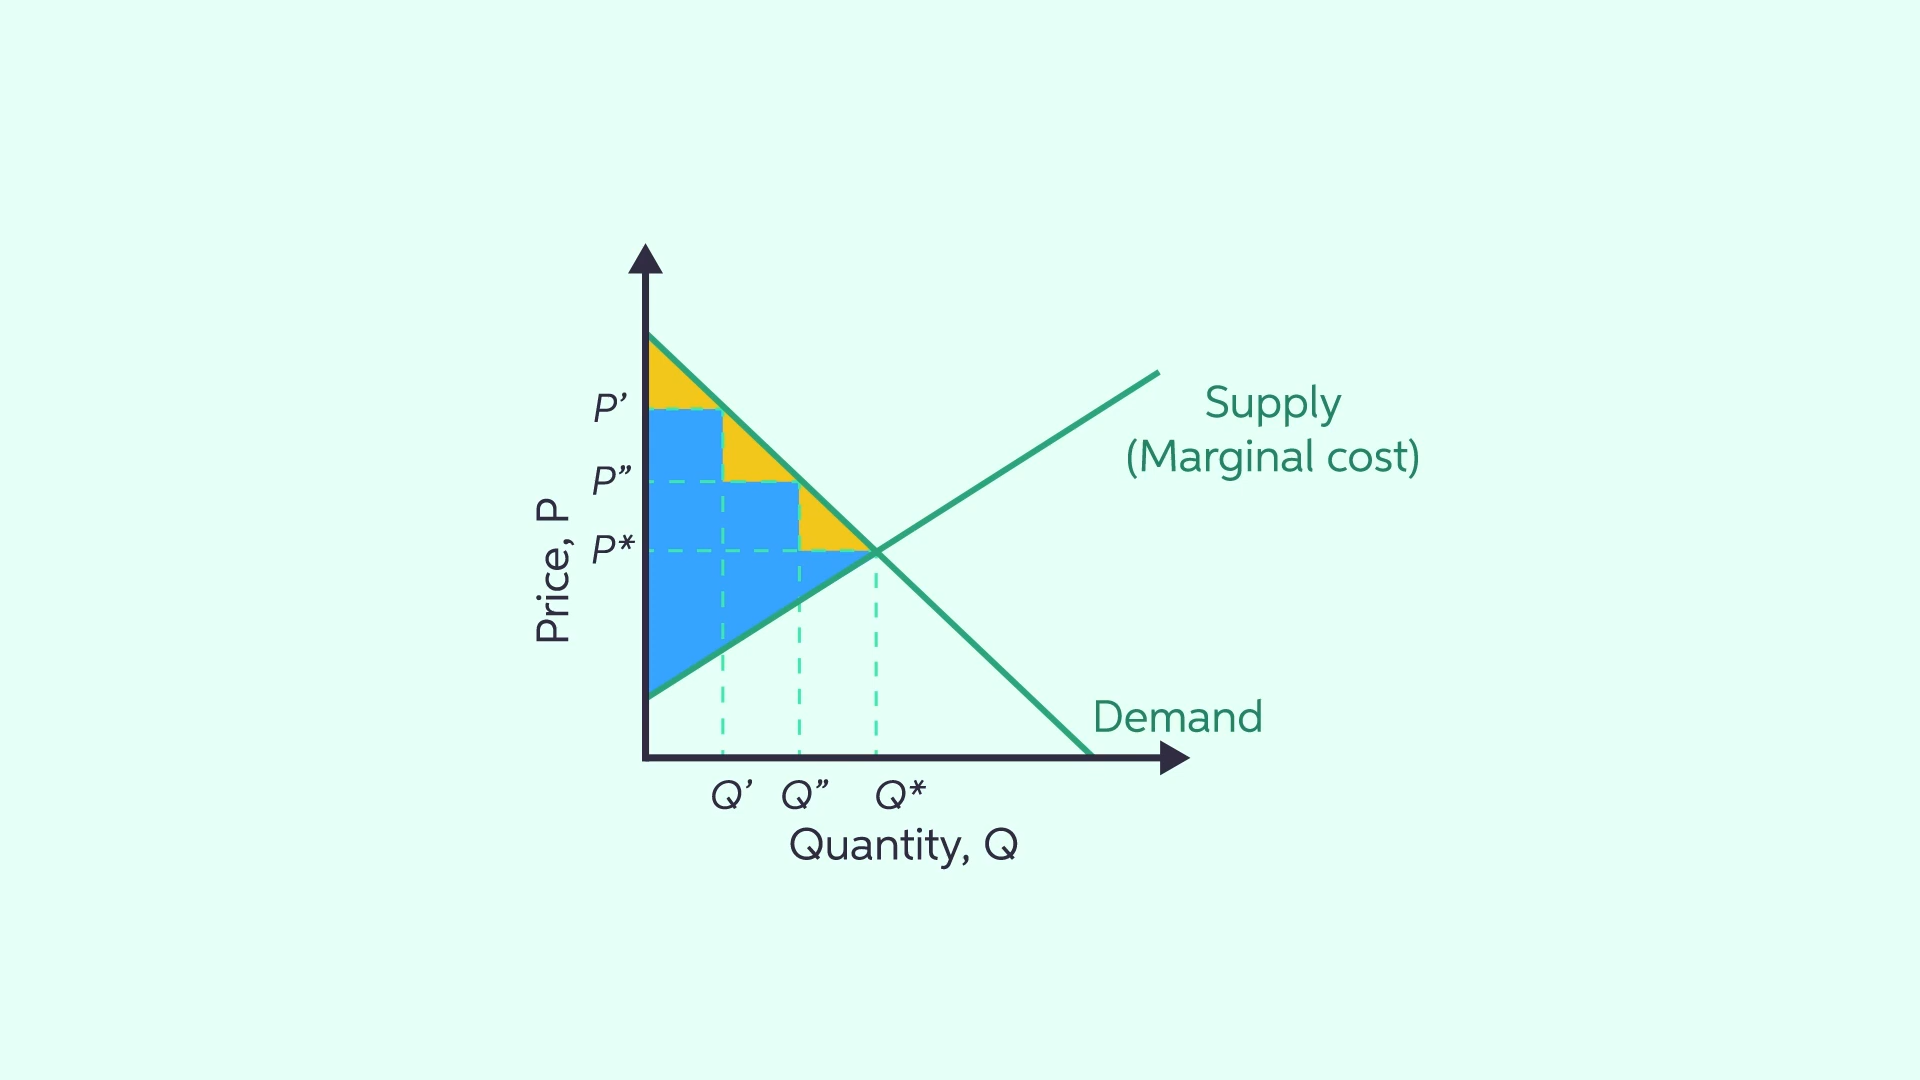 P’
P”
P*
Price, P
Supply
(Marginal cost)
Demand
Q’
Q”
Q*
Quantity, Q